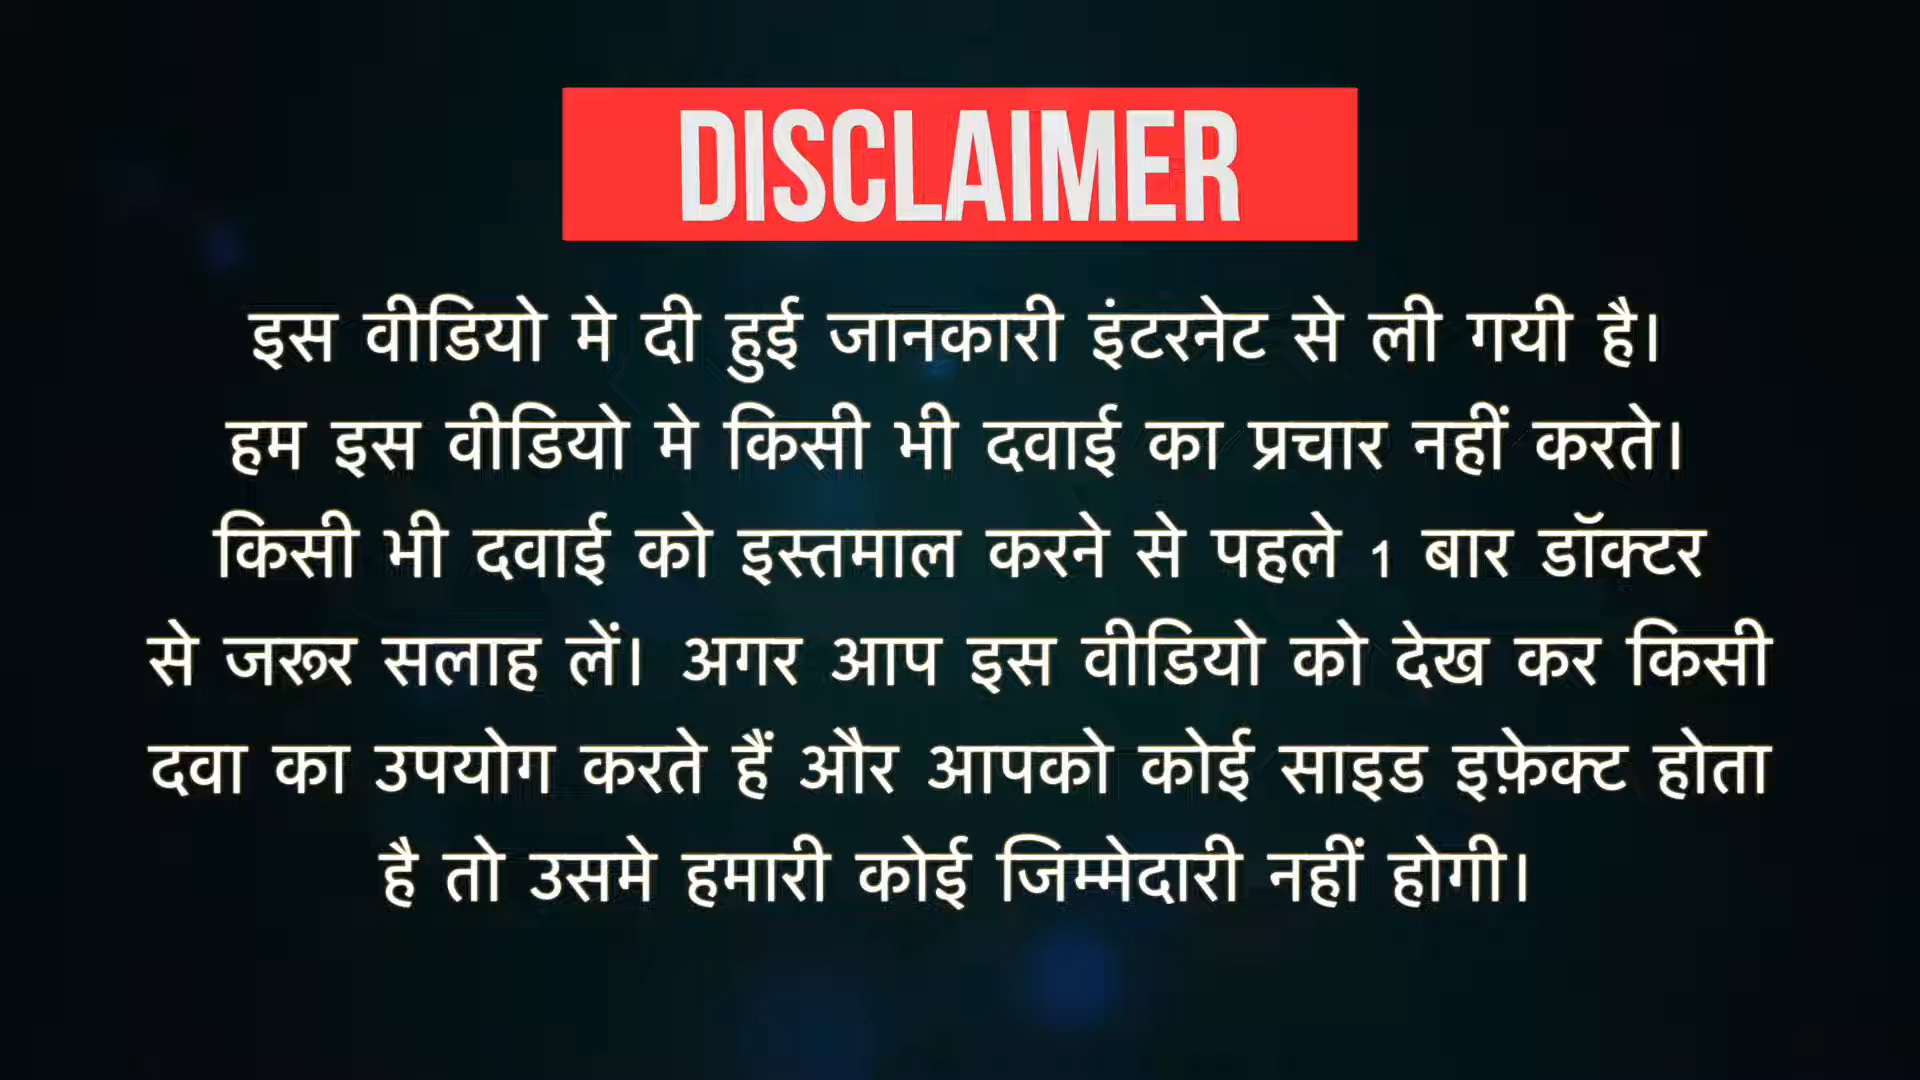 DISCLAIMER
इस वीडियो मे दी हुई जानकारी इंटरनेट से ली गयी है।
हम इस वीडियो मे किसी भी दवाई का प्रचार नहीं करते।
किसी भी दवाई को इस्तमाल करने से पहले 1 बार डॉक्टर
से जरूर सलाह लें। अगर आप इस वीडियो को देख कर किसी
दवा का उपयोग करते हैं और आपको कोई साइड इफ़ेक्ट होता
है तो उसमे हमारी कोई जिम्मेदारी नहीं होगी।